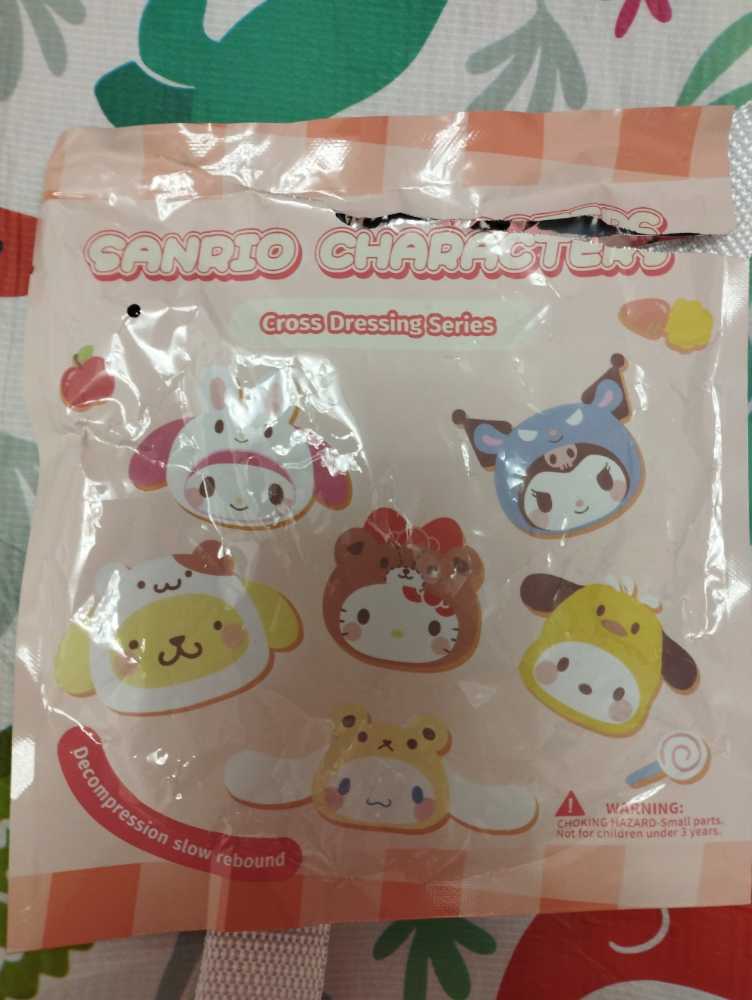 SANRIO CHARACTERS
Cross Dressing Series
Decompression slow rebound
WARNING:
CHOKING HAZARD-Small parts.
Not for children under 3 years.